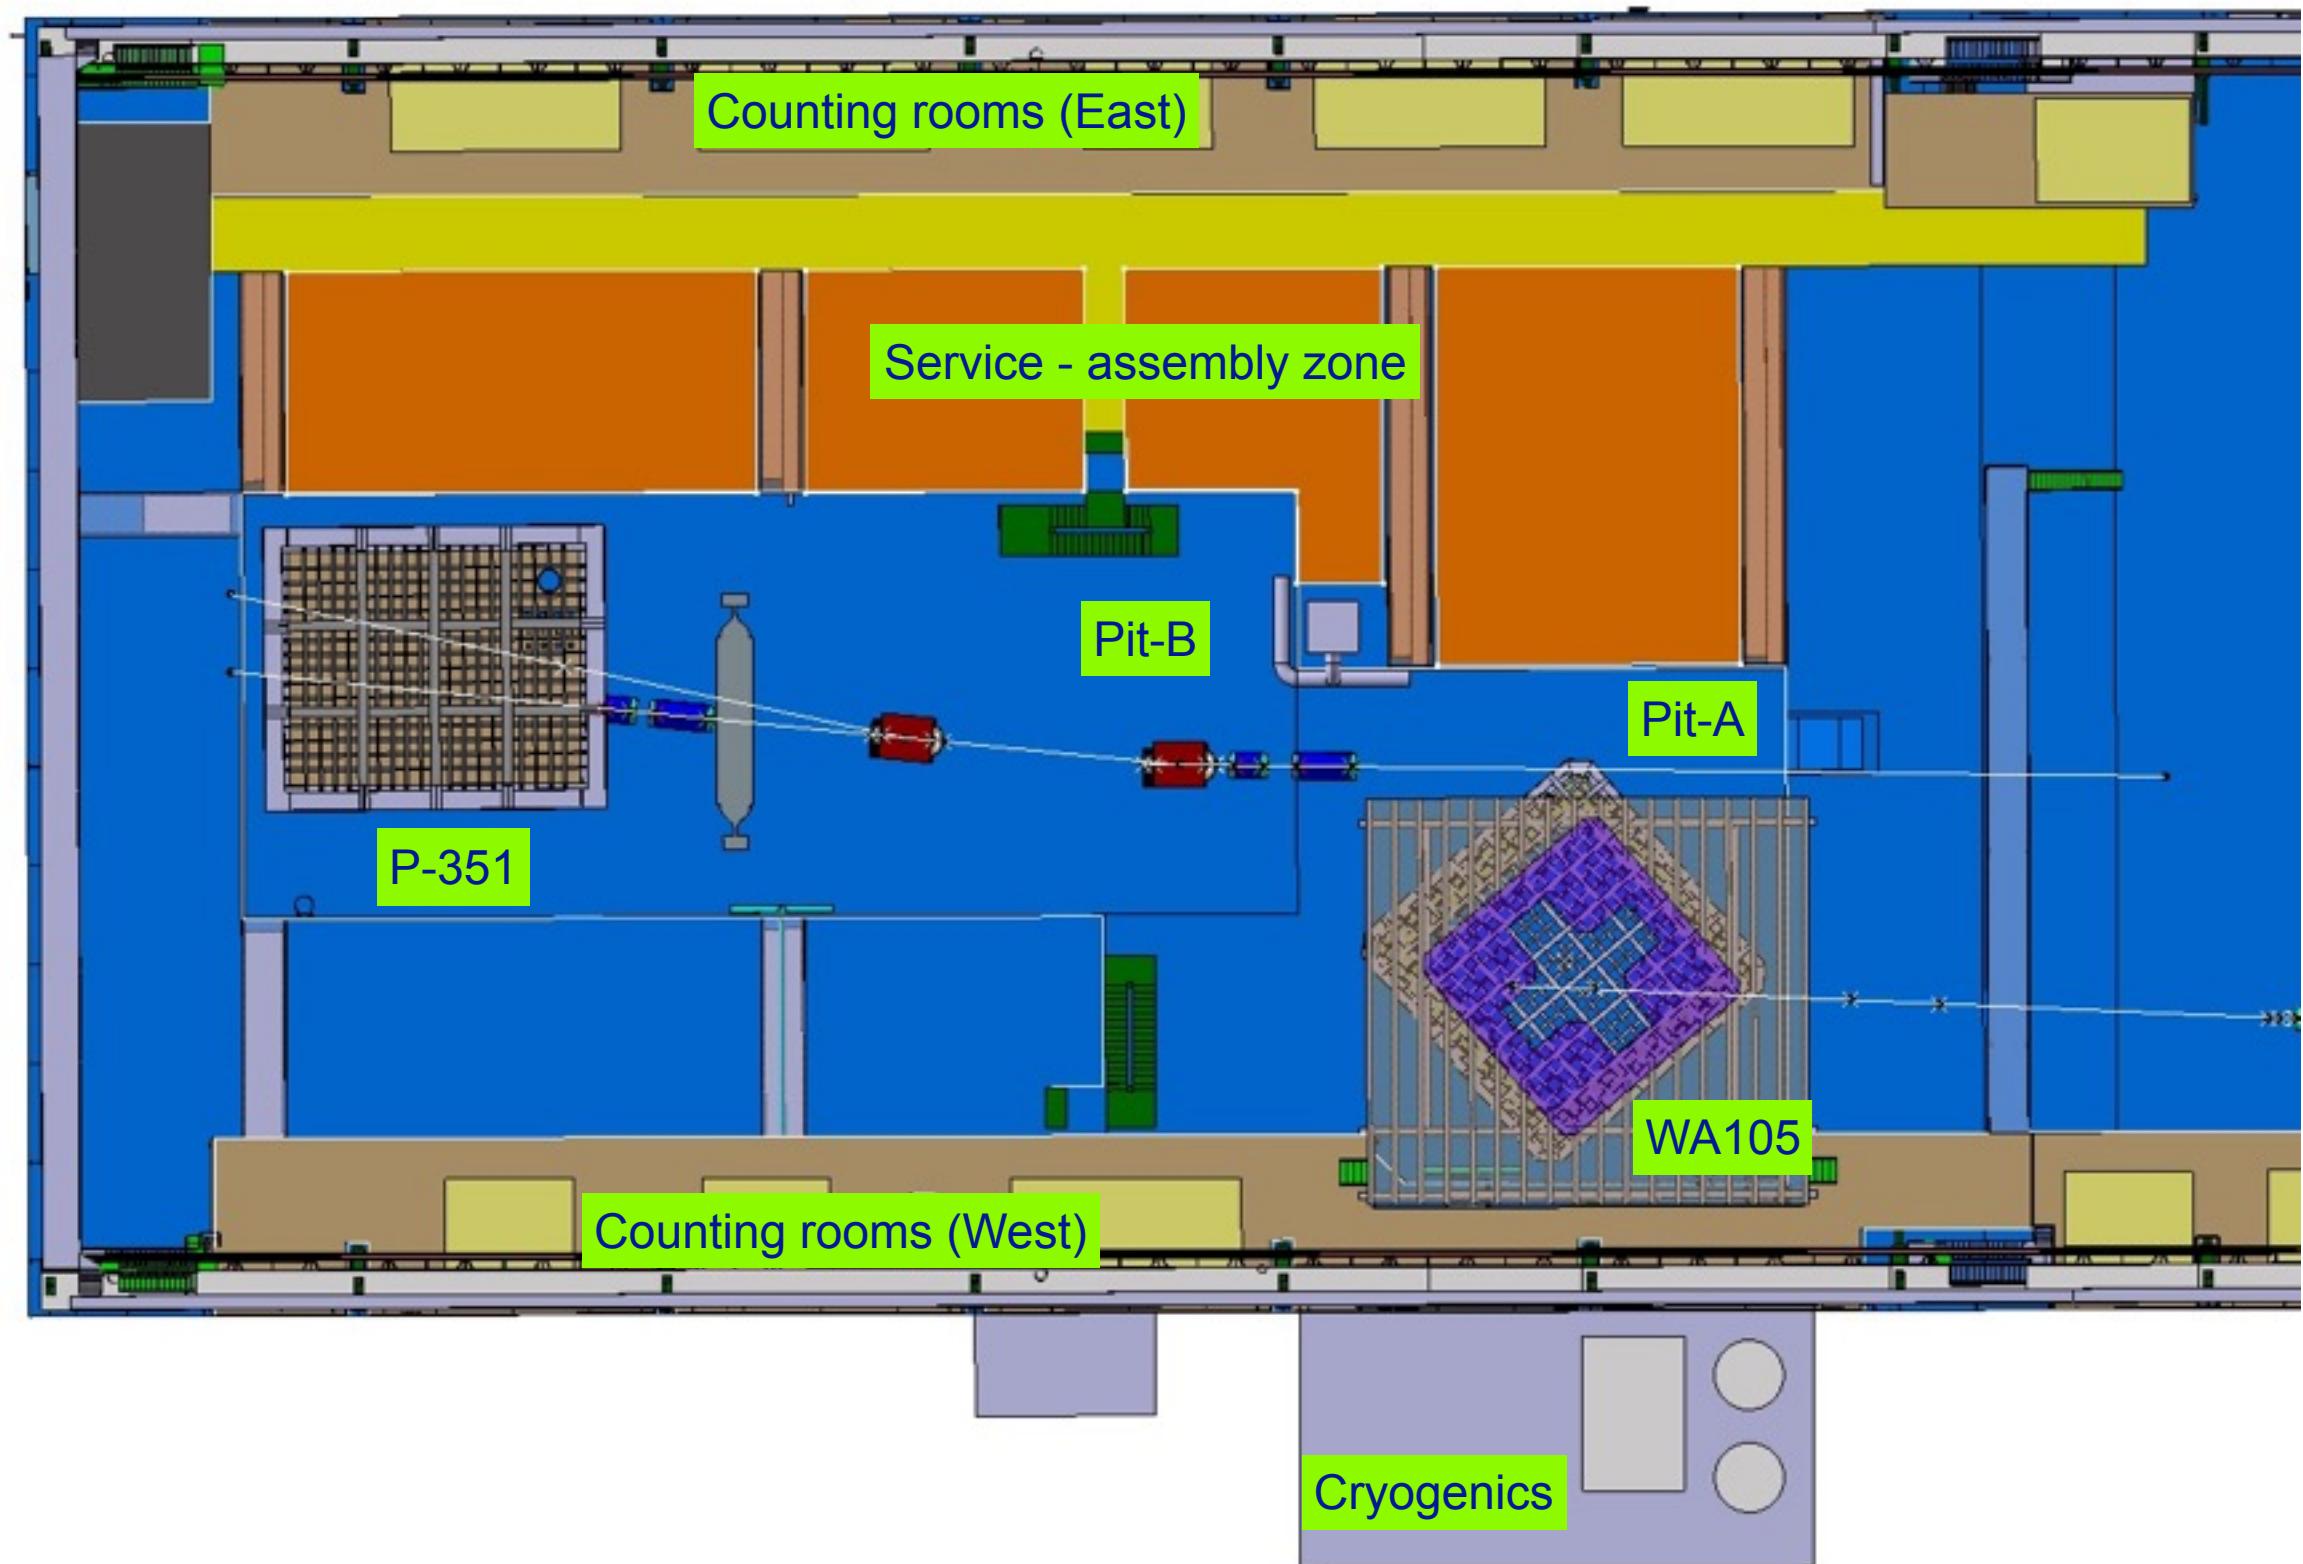 Counting rooms (East)
Service - assembly zone
Pit-B
Pit-A
P-351
WA105
Counting rooms (West)
Cryogenics